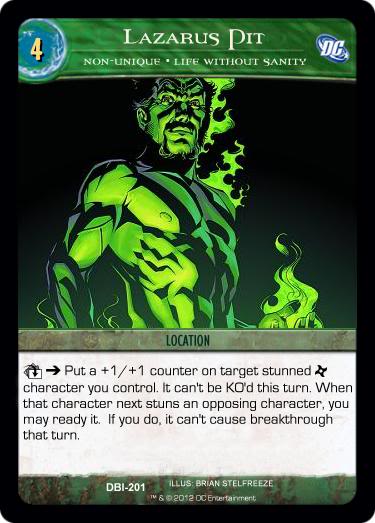 4
LAZARUS PIT
NON-UNIQUE • LIFE WITHOUT SANITY
DC
LOCATION
➔ Put a +1/+1 counter on target stunned
character you control. It can't be KO'd this turn. When
that character next stuns an opposing character, you
may ready it. If you do, it can't cause breakthrough
that turn.
DBI-201
ILLUS: BRIAN STELFREEZE
™ & © 2012 DC Entertainment